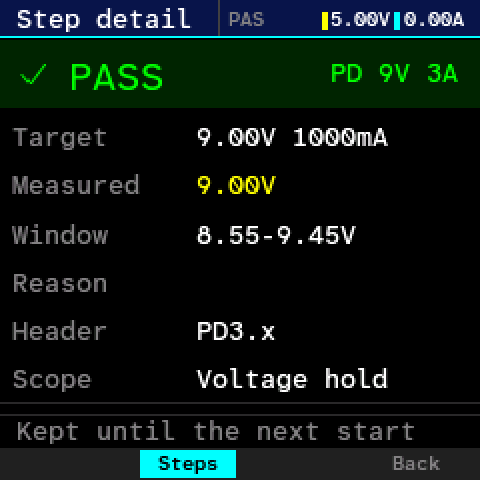 Step detail PAS 5.00V 0.00A
✓ PASS PD 9V 3A
Target 9.00V 1000mA
Measured 9.00V
Window 8.55-9.45V
Reason
Header PD3.x
Scope Voltage hold
Kept until the next start
Steps Back